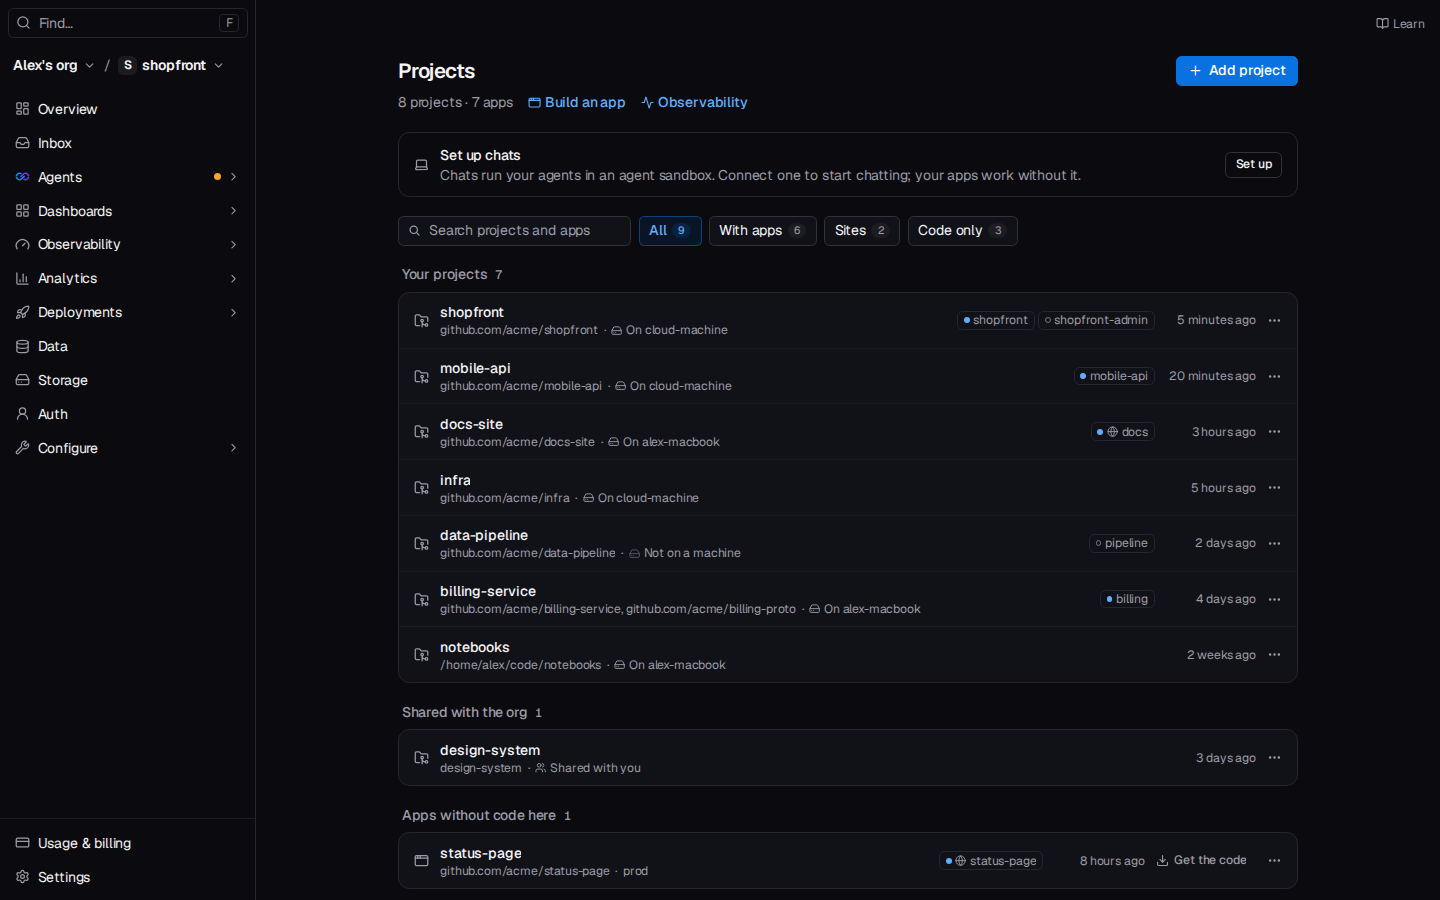 Find... F
Learn
Alex's org / S shopfront
Overview
Inbox
Agents
Dashboards
Observability
Analytics
Deployments
Data
Storage
Auth
Configure
Usage & billing
Settings
Projects
Add project
8 projects · 7 apps Build an app Observability
Set up chats
Chats run your agents in an agent sandbox. Connect one to start chatting; your apps work without it.
Set up
Search projects and apps All 9 With apps 6 Sites 2 Code only 3
Your projects 7
shopfront
github.com/acme/shopfront · On cloud-machine
shopfront shopfront-admin 5 minutes ago
mobile-api
github.com/acme/mobile-api · On cloud-machine
mobile-api 20 minutes ago
docs-site
github.com/acme/docs-site · On alex-macbook
docs 3 hours ago
infra
github.com/acme/infra · On cloud-machine
5 hours ago
data-pipeline
github.com/acme/data-pipeline · Not on a machine
pipeline 2 days ago
billing-service
github.com/acme/billing-service, github.com/acme/billing-proto · On alex-macbook
billing 4 days ago
notebooks
/home/alex/code/notebooks · On alex-macbook
2 weeks ago
Shared with the org 1
design-system
design-system · Shared with you
3 days ago
Apps without code here 1
status-page
github.com/acme/status-page · prod
status-page 8 hours ago Get the code